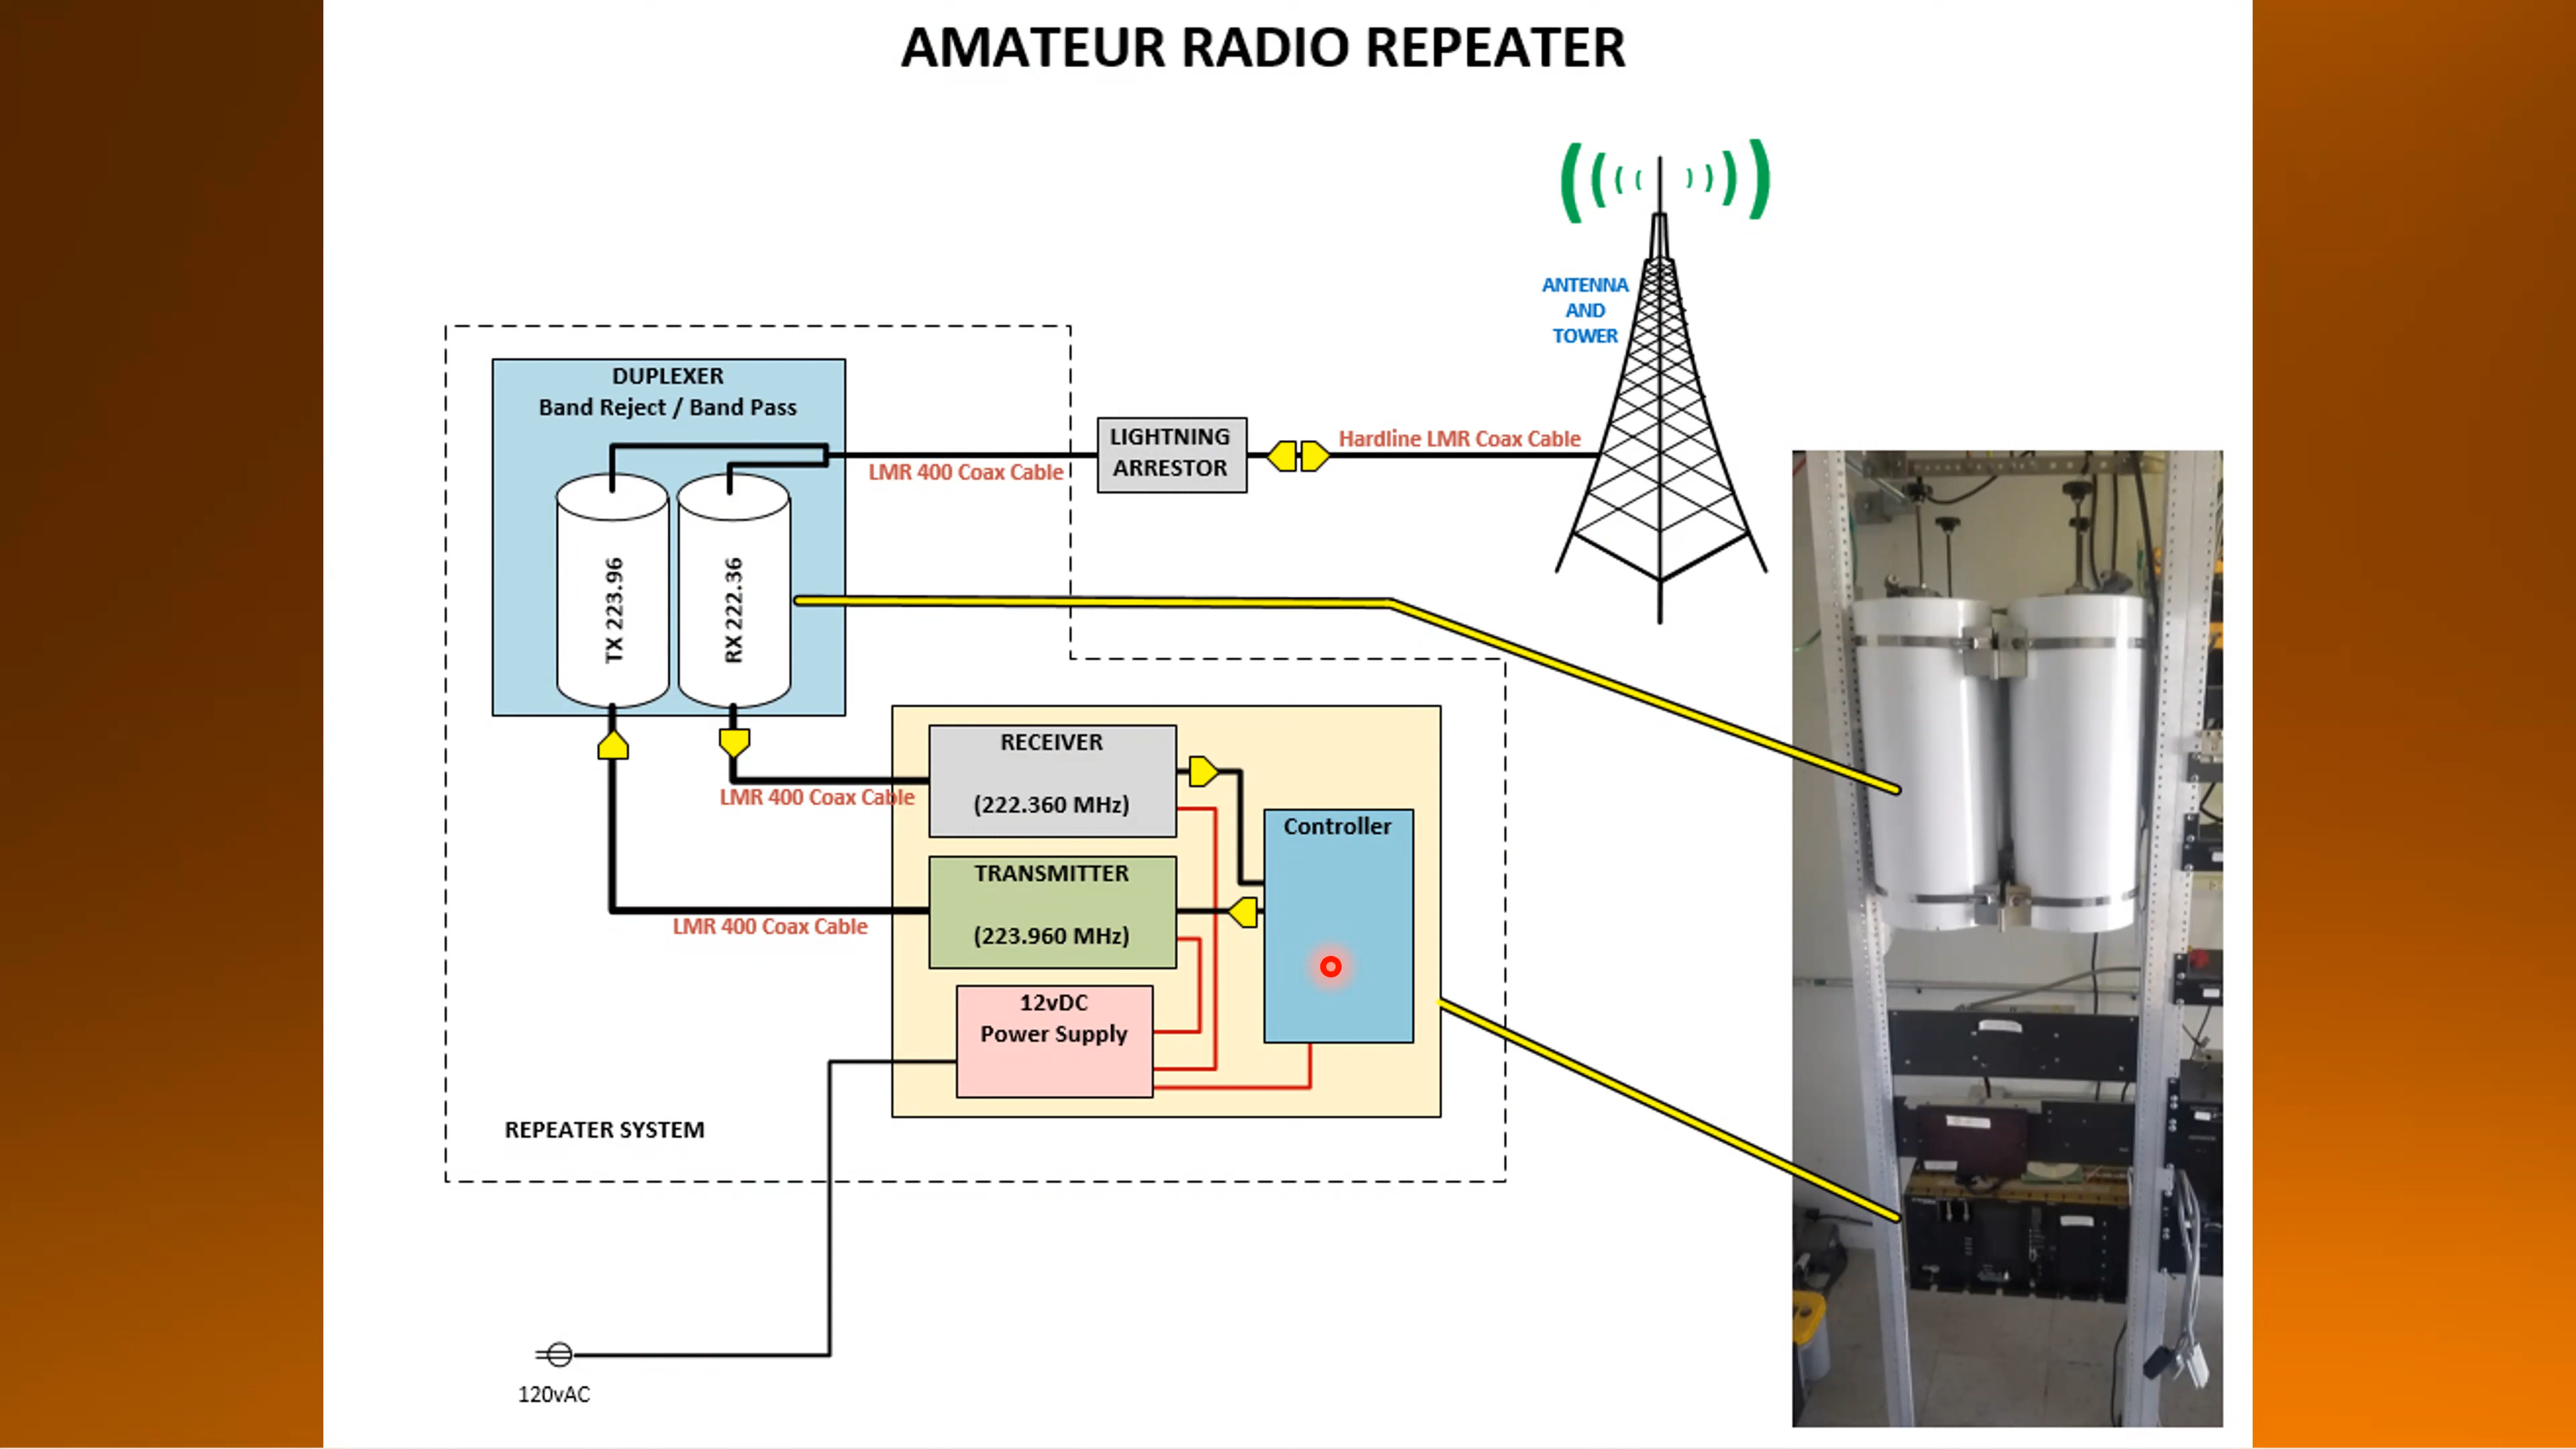 AMATEUR RADIO REPEATER
ANTENNA
AND
TOWER
DUPLEXER
Band Reject / Band Pass
LIGHTNING
ARRESTOR
Hardline LMR Coax Cable
LMR 400 Coax Cable
TX 223.96
RX 222.36
RECEIVER
(222.360 MHz)
LMR 400 Coax Cable
Controller
TRANSMITTER
(223.960 MHz)
LMR 400 Coax Cable
12vDC
Power Supply
REPEATER SYSTEM
120vAC